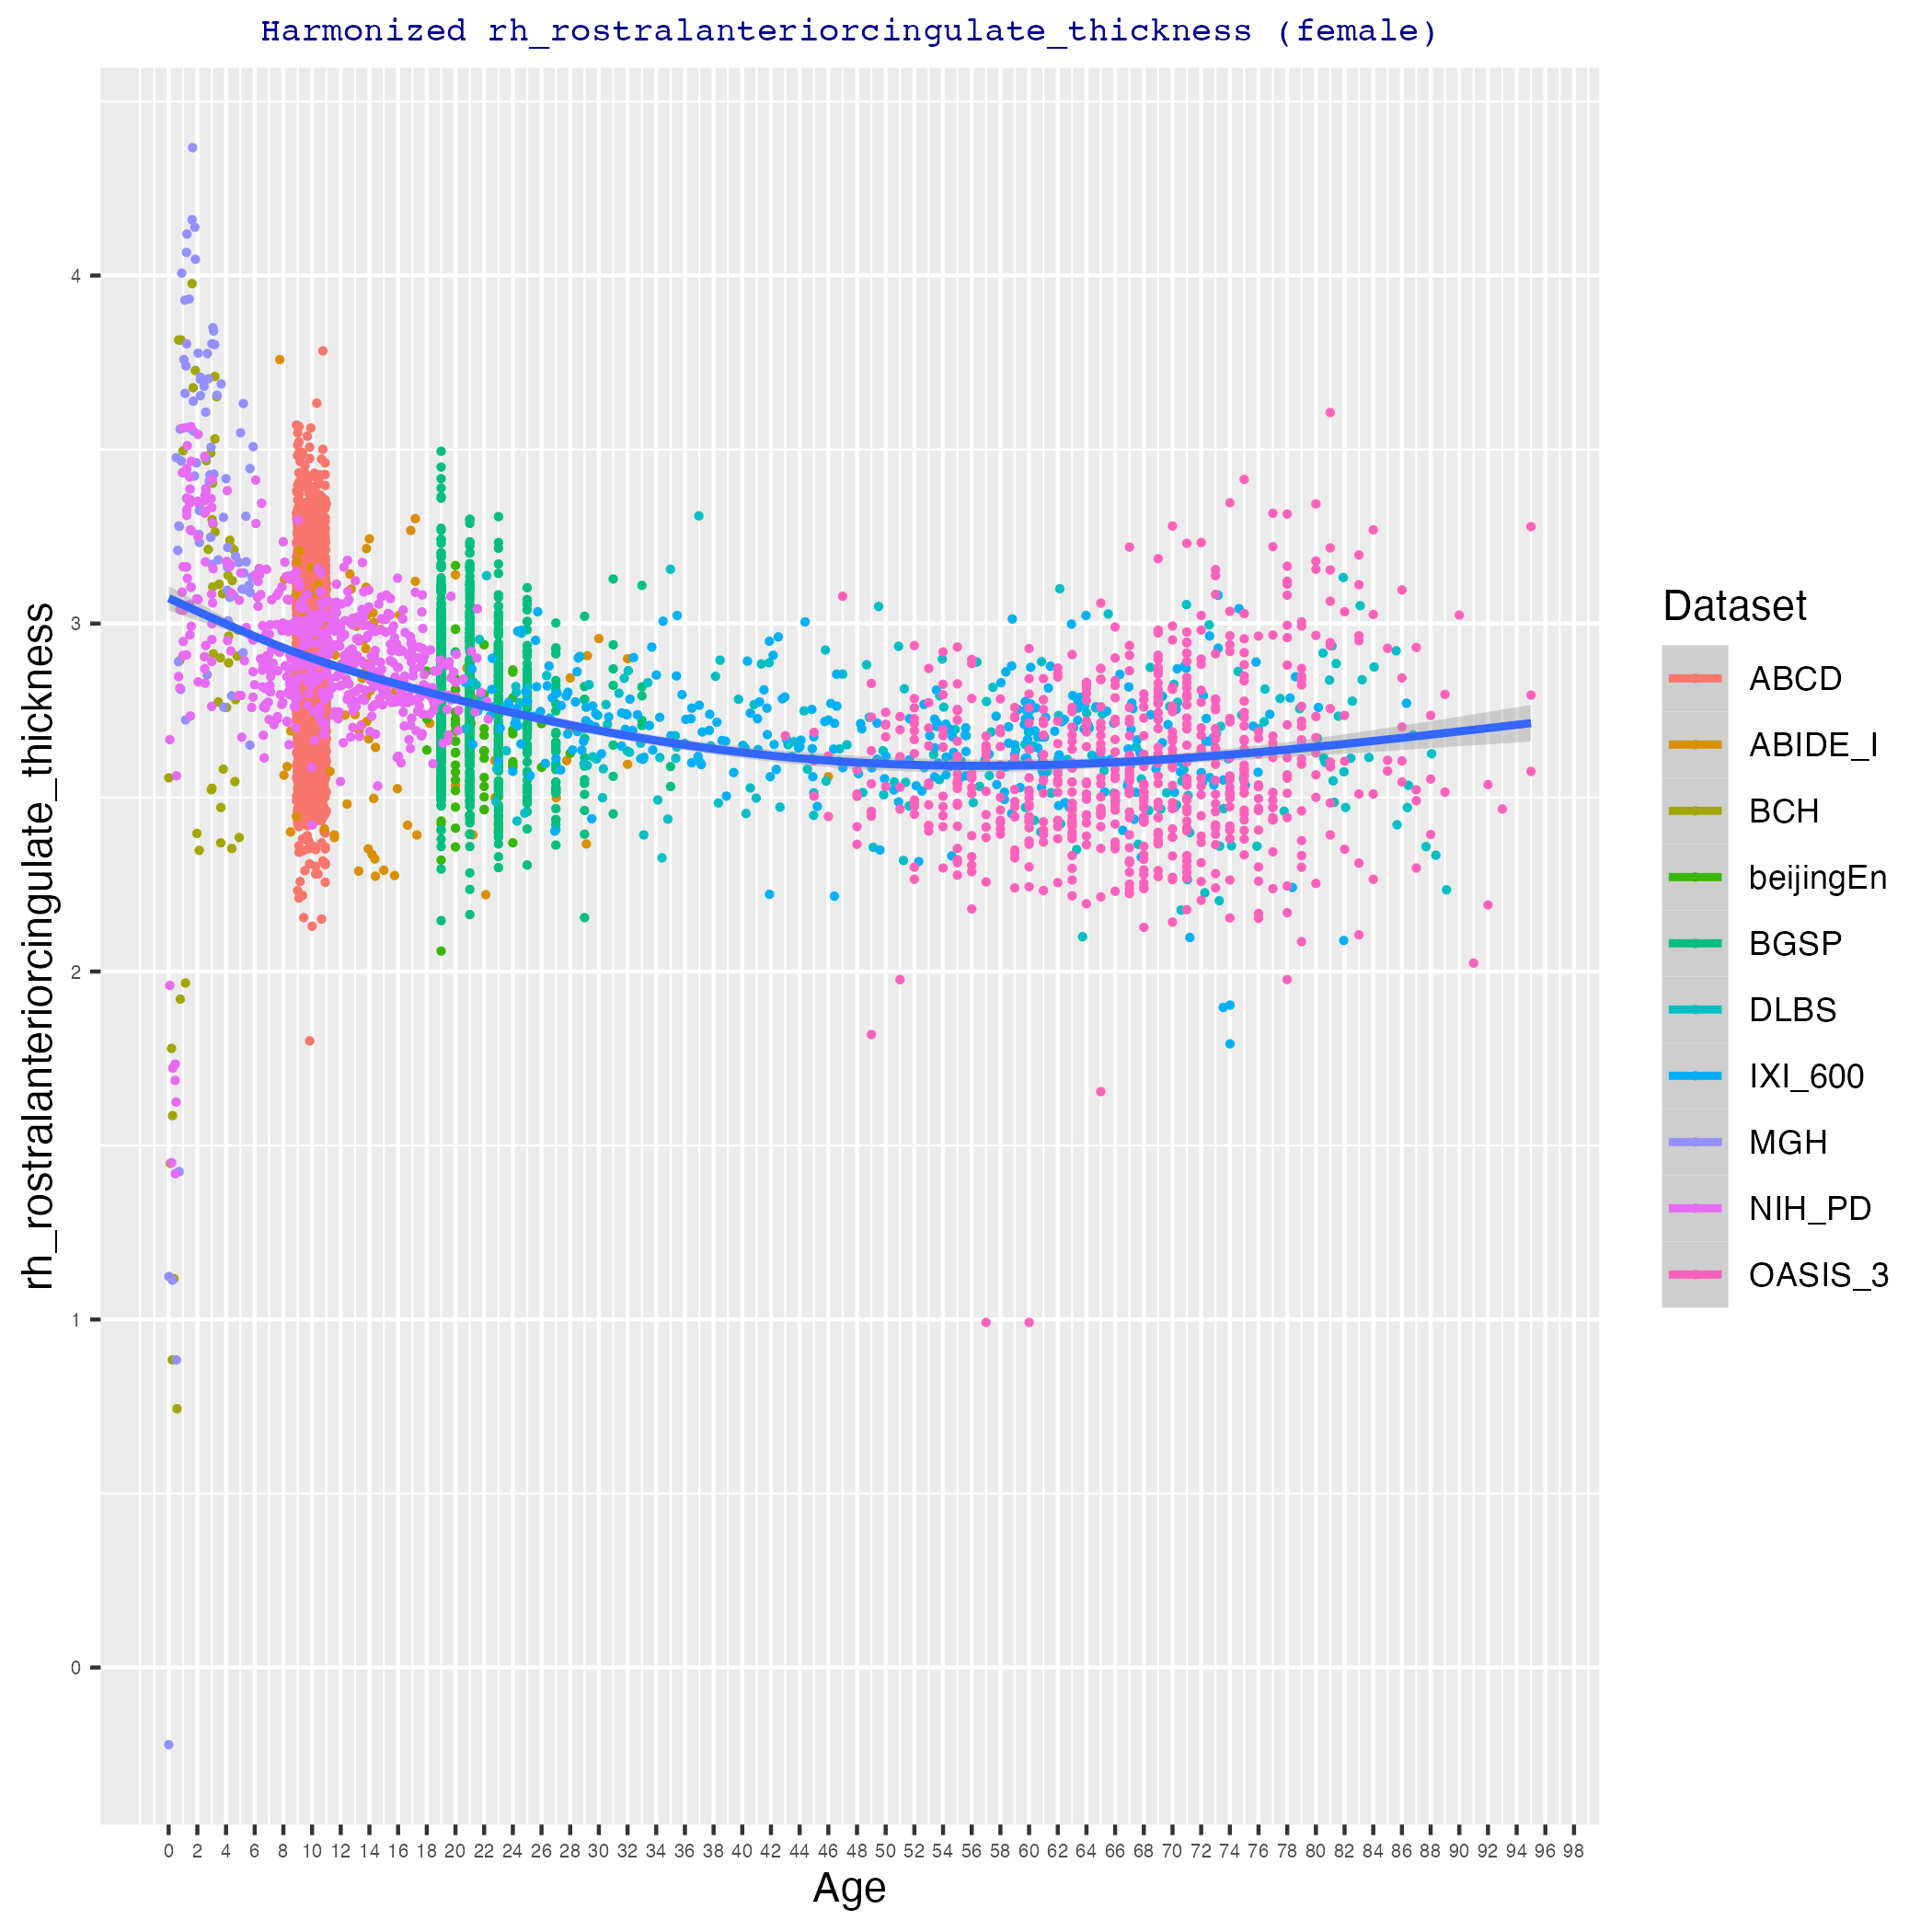 Harmonized rh_rostralanteriorcingulate_thickness (female)
rh_rostralanteriorcingulate_thickness
4
3
2
1
0
0 2 4 6 8 10 12 14 16 18 20 22 24 26 28 30 32 34 36 38 40 42 44 46 48 50 52 54 56 58 60 62 64 66 68 70 72 74 76 78 80 82 84 86 88 90 92 94 96 98
Age
Dataset
ABCD
ABIDE_I
BCH
beijingEn
BGSP
DLBS
IXI_600
MGH
NIH_PD
OASIS_3